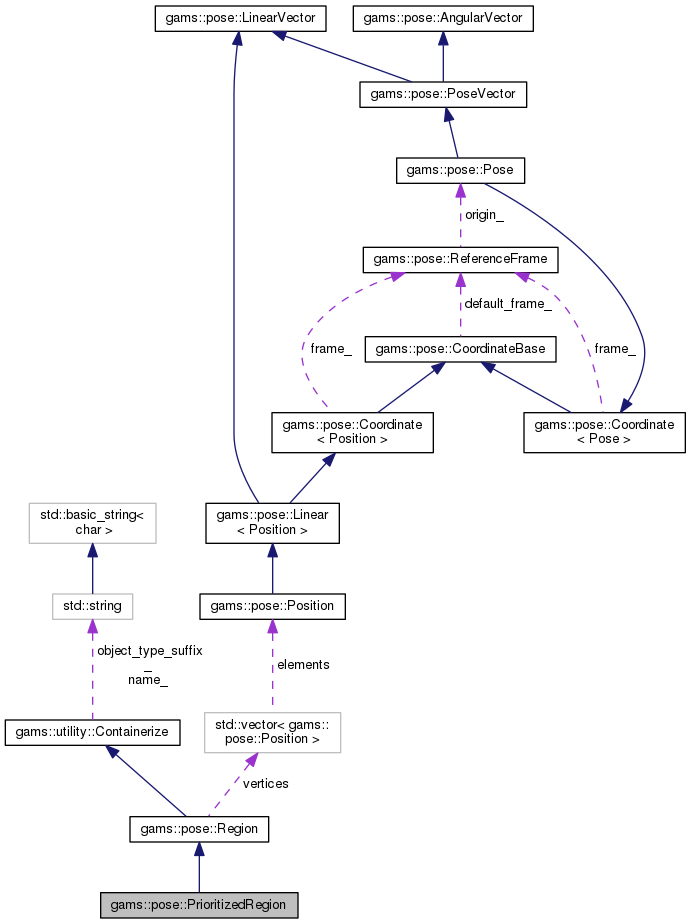 gams::pose::LinearVector
gams::pose::AngularVector
gams::pose::PoseVector
gams::pose::Pose
origin_
gams::pose::ReferenceFrame
default_frame_
frame_
frame_
gams::pose::CoordinateBase
gams::pose::Coordinate
< Position >
gams::pose::Coordinate
< Pose >
std::basic_string<
char >
gams::pose::Linear
< Position >
std::string
gams::pose::Position
object_type_suffix
_
name_
elements
gams::utility::Containerize
std::vector< gams::
pose::Position >
vertices
gams::pose::Region
gams::pose::PrioritizedRegion